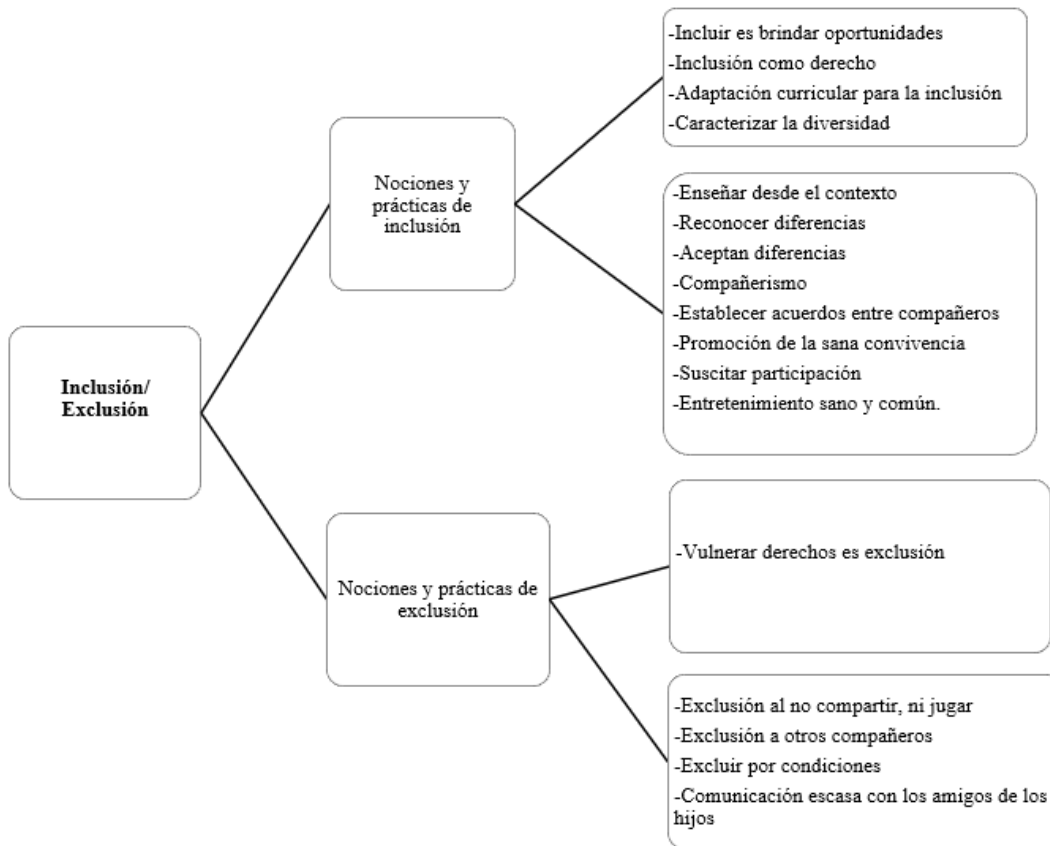 Inclusión/
Exclusión
Nociones y
prácticas de
inclusión
-Incluir es brindar oportunidades
-Inclusión como derecho
-Adaptación curricular para la inclusión
-Caracterizar la diversidad
-Enseñar desde el contexto
-Reconocer diferencias
-Aceptan diferencias
-Compañerismo
-Establecer acuerdos entre compañeros
-Promoción de la sana convivencia
-Suscitar participación
-Entretenimiento sano y común.
Nociones y prácticas de
exclusión
-Vulnerar derechos es exclusión
-Exclusión al no compartir, ni jugar
-Exclusión a otros compañeros
-Excluir por condiciones
-Comunicación escasa con los amigos de los
hijos